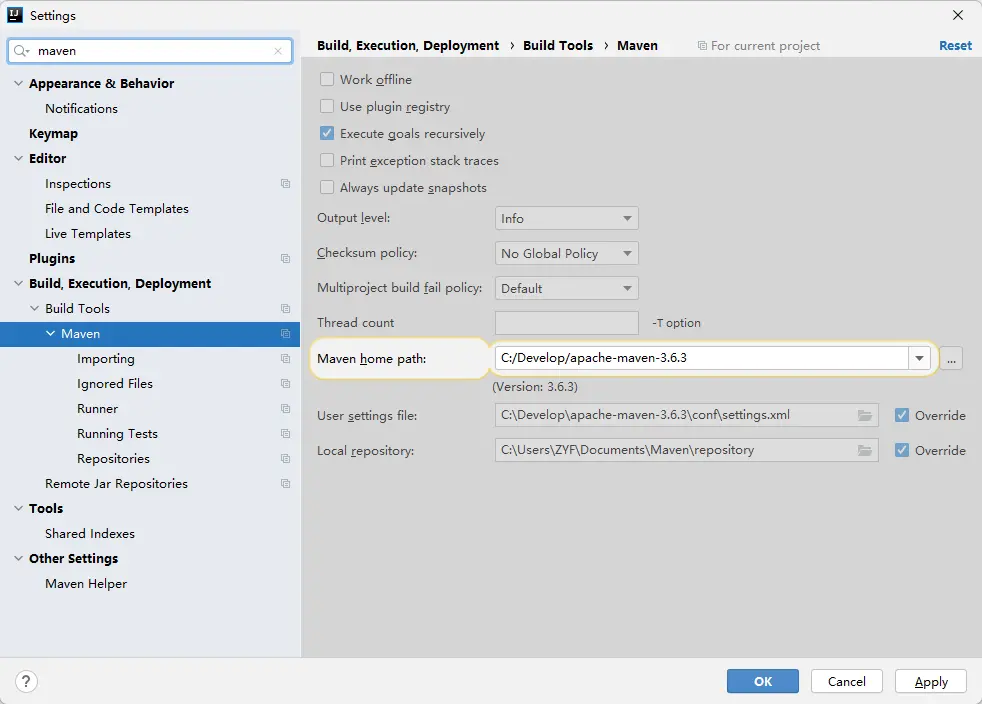 Settings
maven
Appearance & Behavior
Notifications
Keymap
Editor
Inspections
File and Code Templates
Live Templates
Plugins
Build, Execution, Deployment
Build Tools
Maven
Importing
Ignored Files
Runner
Running Tests
Repositories
Remote Jar Repositories
Tools
Shared Indexes
Other Settings
Maven Helper
Build, Execution, Deployment › Build Tools › Maven For current project Reset
Work offline
Use plugin registry
Execute goals recursively
Print exception stack traces
Always update snapshots
Output level: Info
Checksum policy: No Global Policy
Multiproject build fail policy: Default
Thread count -T option
Maven home path: C:/Develop/apache-maven-3.6.3 ...
(Version: 3.6.3)
User settings file: C:\Develop\apache-maven-3.6.3\conf\settings.xml Override
Local repository: C:\Users\ZYF\Documents\Maven\repository Override
? OK Cancel Apply